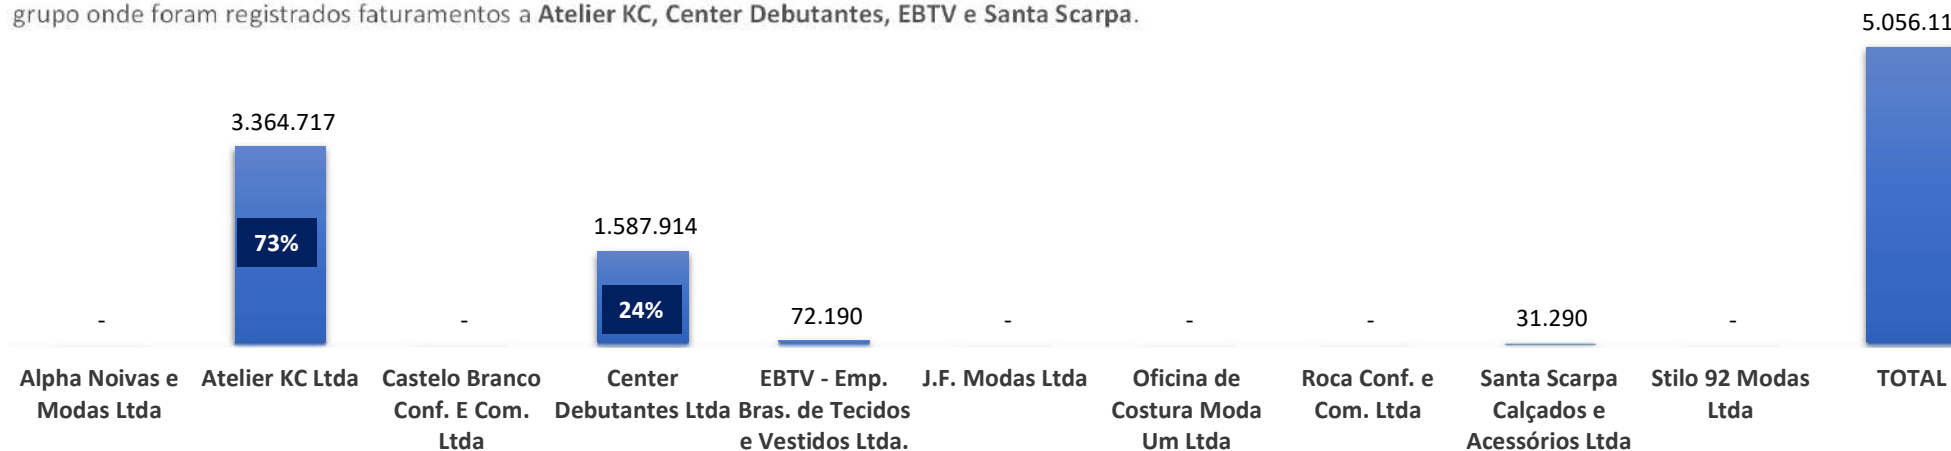 grupo onde foram registrados faturamentos a Atelier KC, Center Debutantes, EBTV e Santa Scarpa.
5.056.11
3.364.717
1.587.914
73%
24%
- - 72.190 - - - 31.290 -
Alpha Noivas e Modas Ltda
Atelier KC Ltda
Castelo Branco Conf. E Com. Ltda
Center Debutantes Ltda
EBTV - Emp. Bras. de Tecidos e Vestidos Ltda.
J.F. Modas Ltda
Oficina de Costura Moda Um Ltda
Roca Conf. e Com. Ltda
Santa Scarpa Calçados e Acessórios Ltda
Stilo 92 Modas Ltda
TOTAL